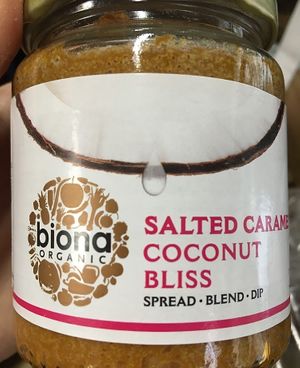 biona
ORGANIC
SALTED CARAME
COCONUT
BLISS
SPREAD • BLEND • DIP